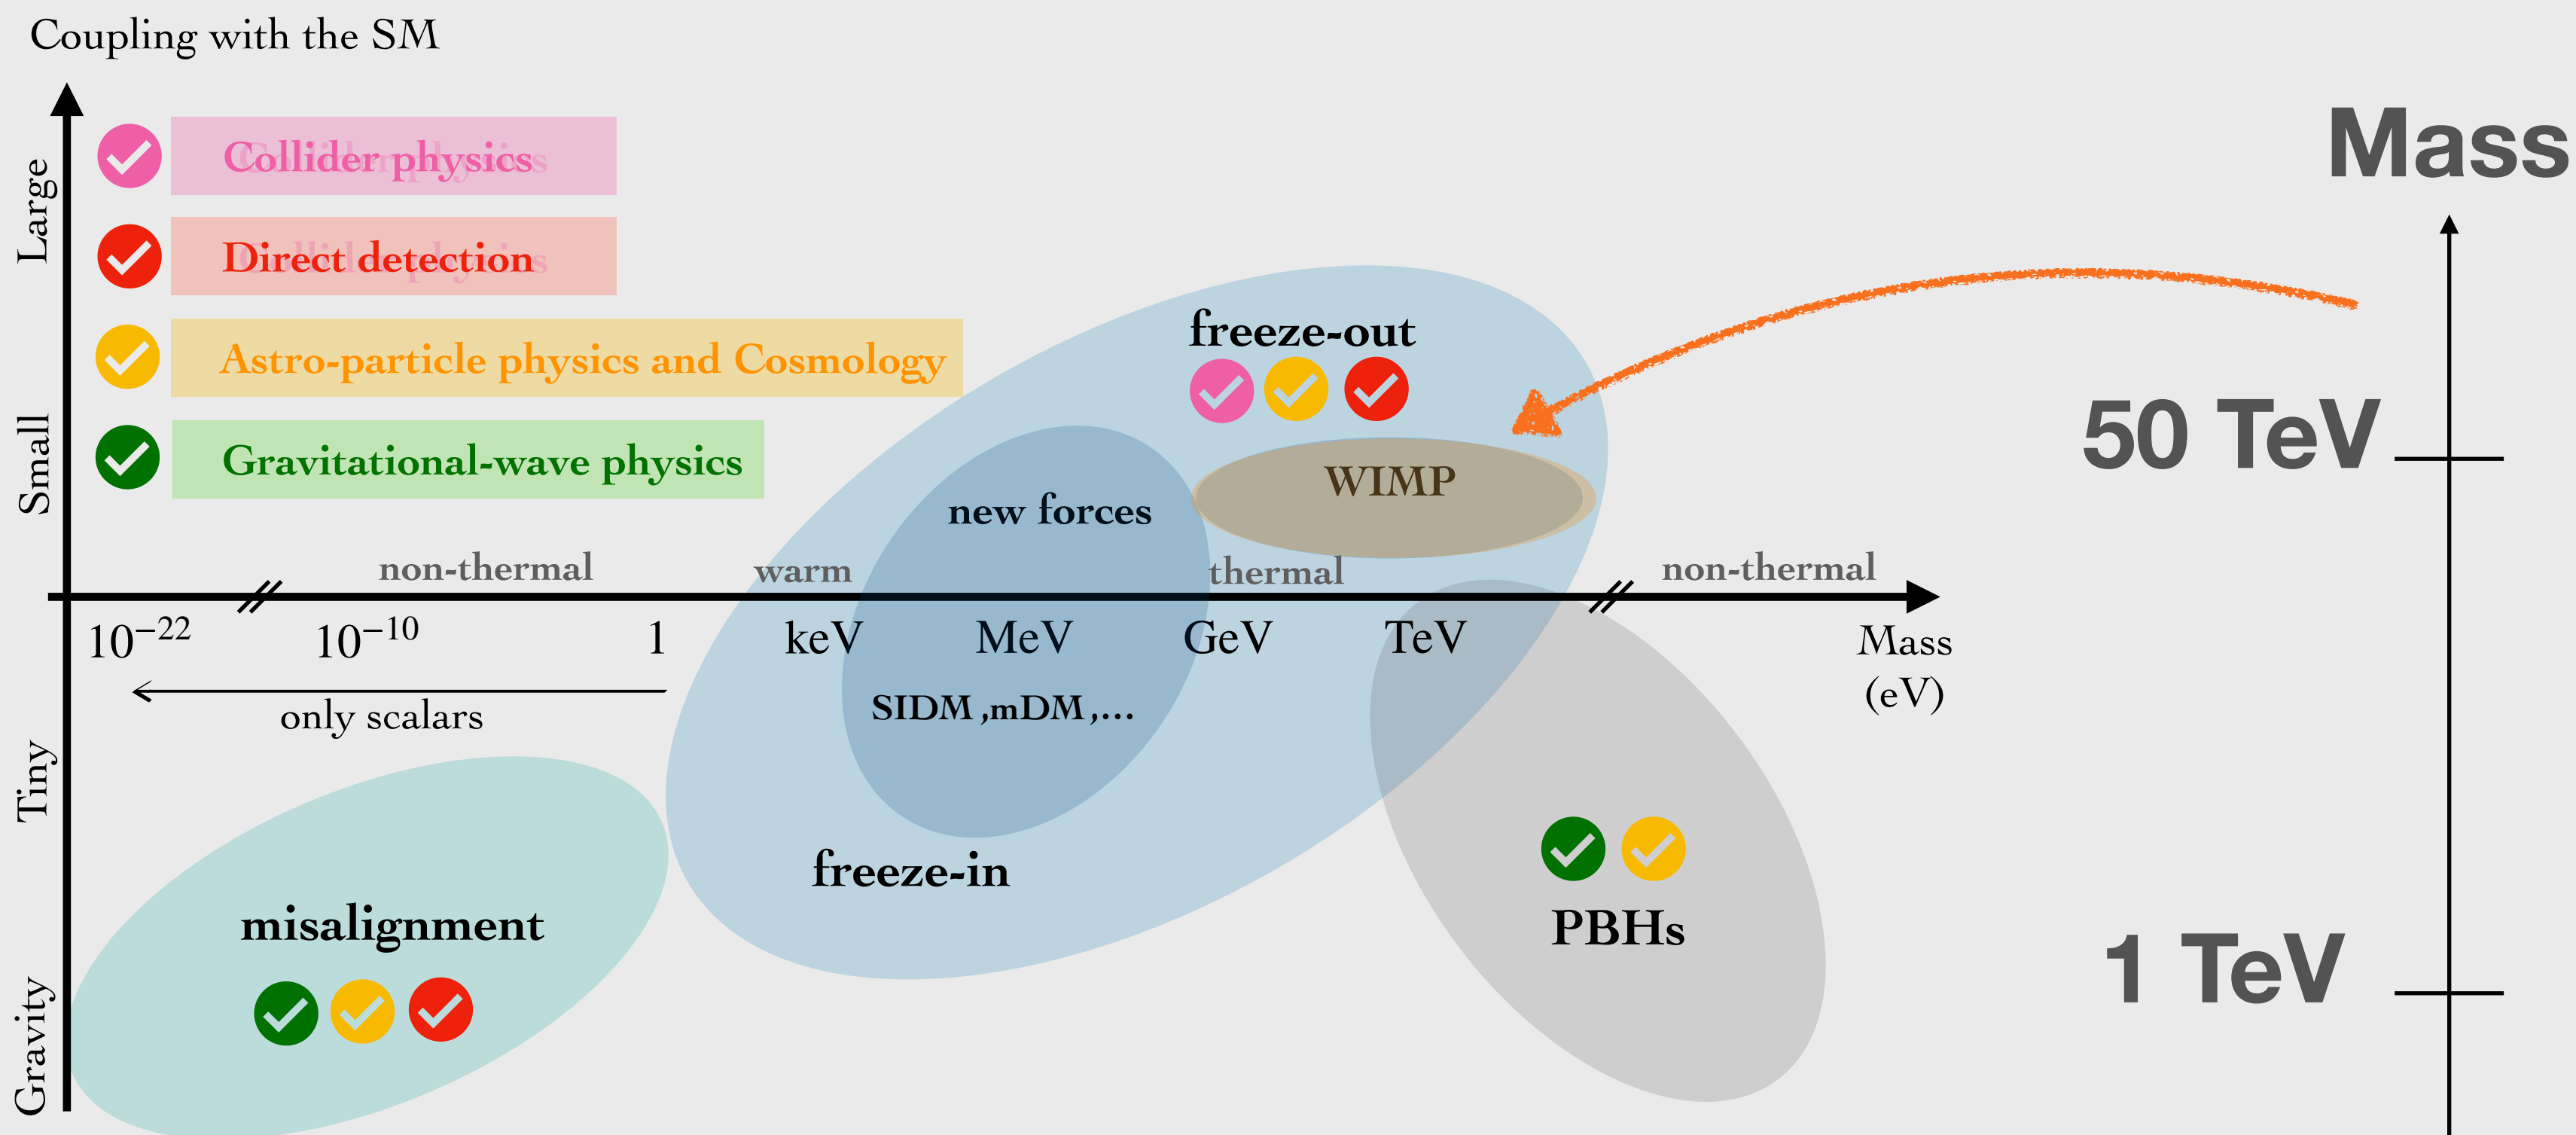 Coupling with the SM
Large
Small
Tiny
Gravity
Collider physics
Direct detection
Astro-particle physics and Cosmology
Gravitational-wave physics
freeze-out
WIMP
new forces
non-thermal
warm
thermal
non-thermal
10⁻²²
10⁻¹⁰
1
keV
MeV
GeV
TeV
Mass
(eV)
only scalars
SIDM ,mDM ,...
freeze-in
misalignment
PBHs
Mass
50 TeV
1 TeV